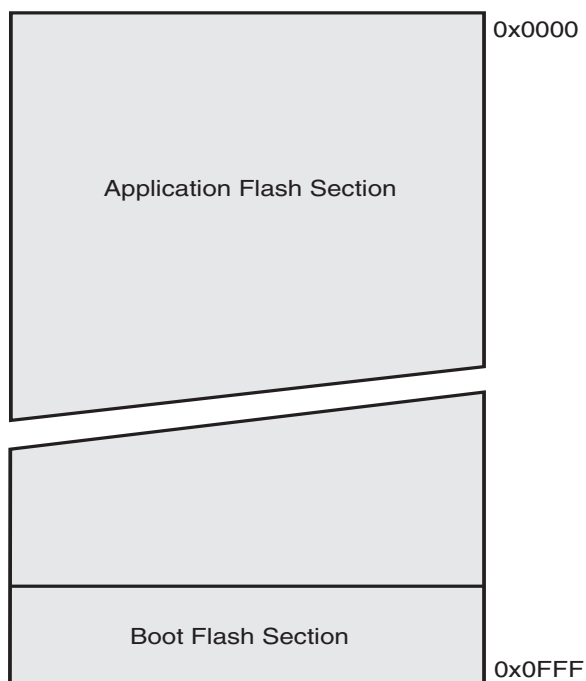 0x0000
Application Flash Section
Boot Flash Section
0x0FFF